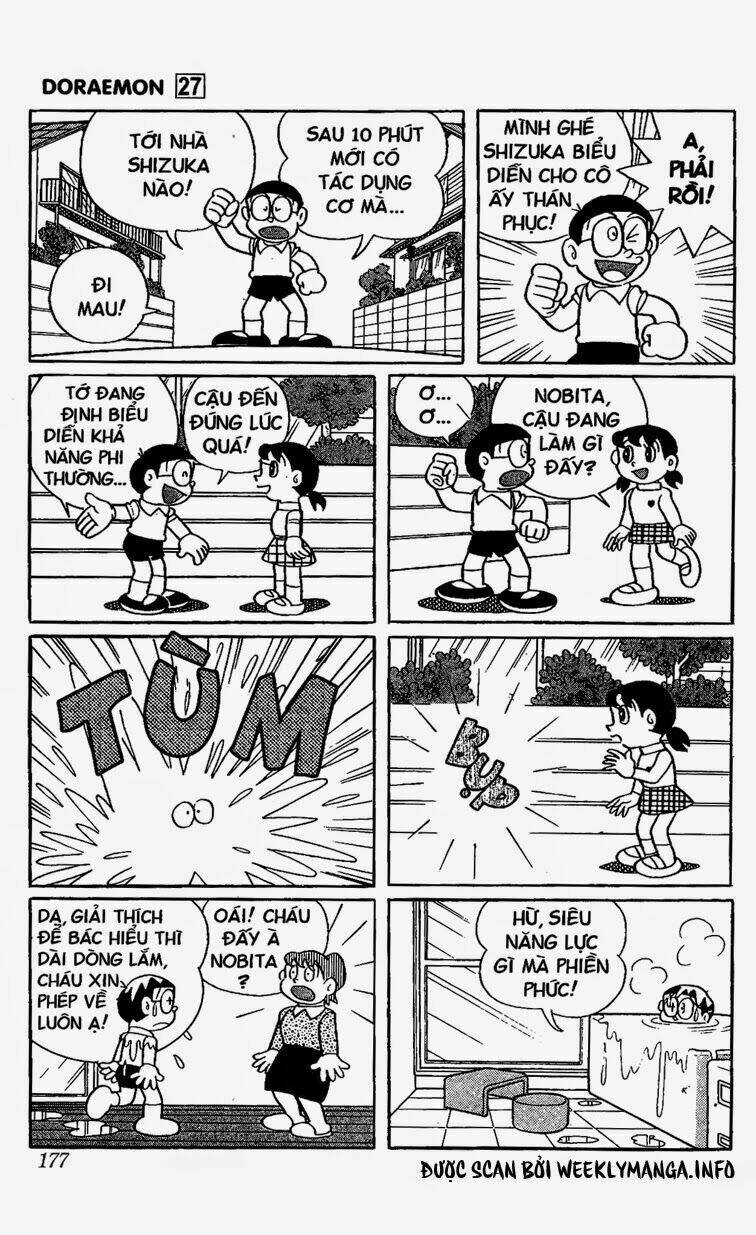 DORAEMON 27
A,
PHẢI
RỒI!
MÌNH GHÉ
SHIZUKA BIỂU
DIỄN CHO CÔ
ẤY THÁN
PHỤC!
SAU 10 PHÚT
MỚI CÓ
TÁC DỤNG
CƠ MÀ...
TỚI NHÀ
SHIZUKA
NÀO!
ĐI
MAU!
NOBITA,
CẬU ĐANG
LÀM GÌ
ĐẤY?
Ơ...
Ơ...
CẬU ĐẾN
ĐÚNG LÚC
QUÁ!
TỚ ĐANG
ĐỊNH BIỂU
DIỄN KHẢ
NĂNG PHI
THƯỜNG...
BỤP
TÙM
HỪ, SIÊU
NĂNG LỰC
GÌ MÀ PHIỀN
PHỨC!
OÁI! CHÁU
ĐẤY À
NOBITA
?
DẠ, GIẢI THÍCH
ĐỂ BÁC HIỂU THÌ
DÀI DÒNG LẮM,
CHÁU XIN
PHÉP VỀ
LUÔN Ạ!
177
ĐƯỢC SCAN BỞI WEEKLYMANGA.INFO